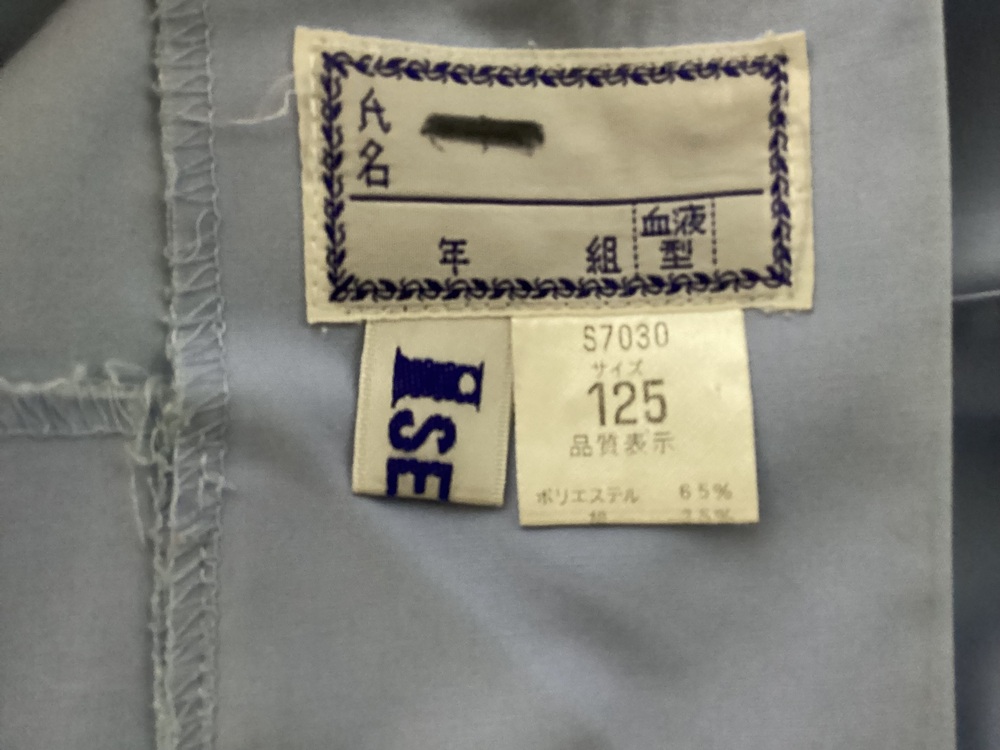 氏名
年 組 血液型
ISE
S7030
サイズ
125
品質表示
ポリエステル 65%